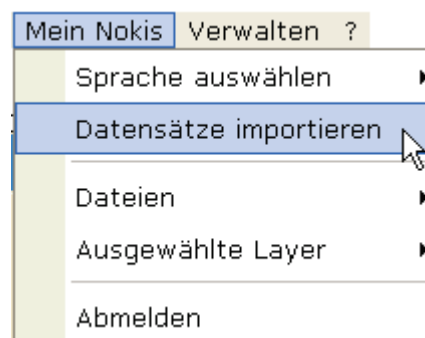 Mein Nokis Verwalten ?
Sprache auswählen
Datensätze importieren
Dateien
Ausgewählte Layer
Abmelden